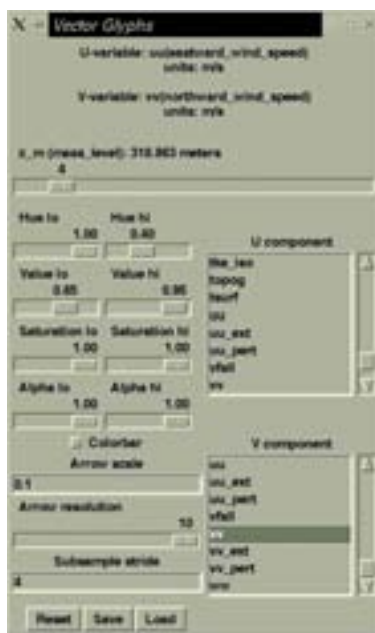 Vector Glyphs
U-variable: uu(eastward_wind_speed)
units: m/s
V-variable: vv(northward_wind_speed)
units: m/s
z_m (meas_level): 318.863 meters
4
Hue lo Hue hi
1.00 0.40
Value lo Value hi
0.65 0.95
Saturation lo Saturation hi
1.00 1.00
Alpha lo Alpha hi
1.00 1.00
Colorbar
Arrow scale
0.1
Arrow resolution
10
Subsample stride
4
U component
tke_iso
topog
tsurf
uu
uu_ext
uu_pert
vfall
vv
V component
uu
uu_ext
uu_pert
vfall
vv
vv_ext
vv_pert
ww
Reset Save Load